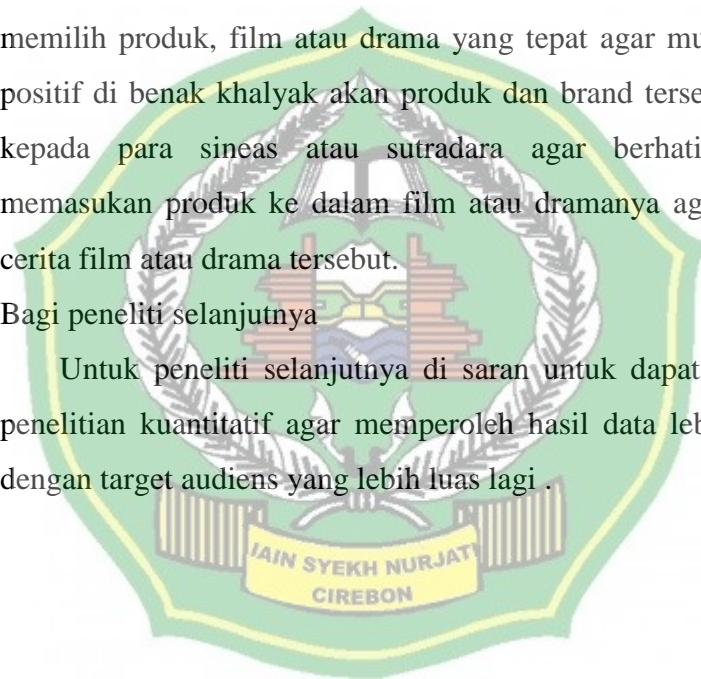 memilih produk, film atau drama yang tepat agar mu
positif di benak khalyak akan produk dan brand terse
kepada para sineas atau sutradara agar berhati
memasukan produk ke dalam film atau dramanya ag
cerita film atau drama tersebut.
Bagi peneliti selanjutnya
Untuk peneliti selanjutnya di saran untuk dapat
penelitian kuantitatif agar memperoleh hasil data leb
dengan target audiens yang lebih luas lagi .
IAIN SYEKH NURJATI
CIREBON